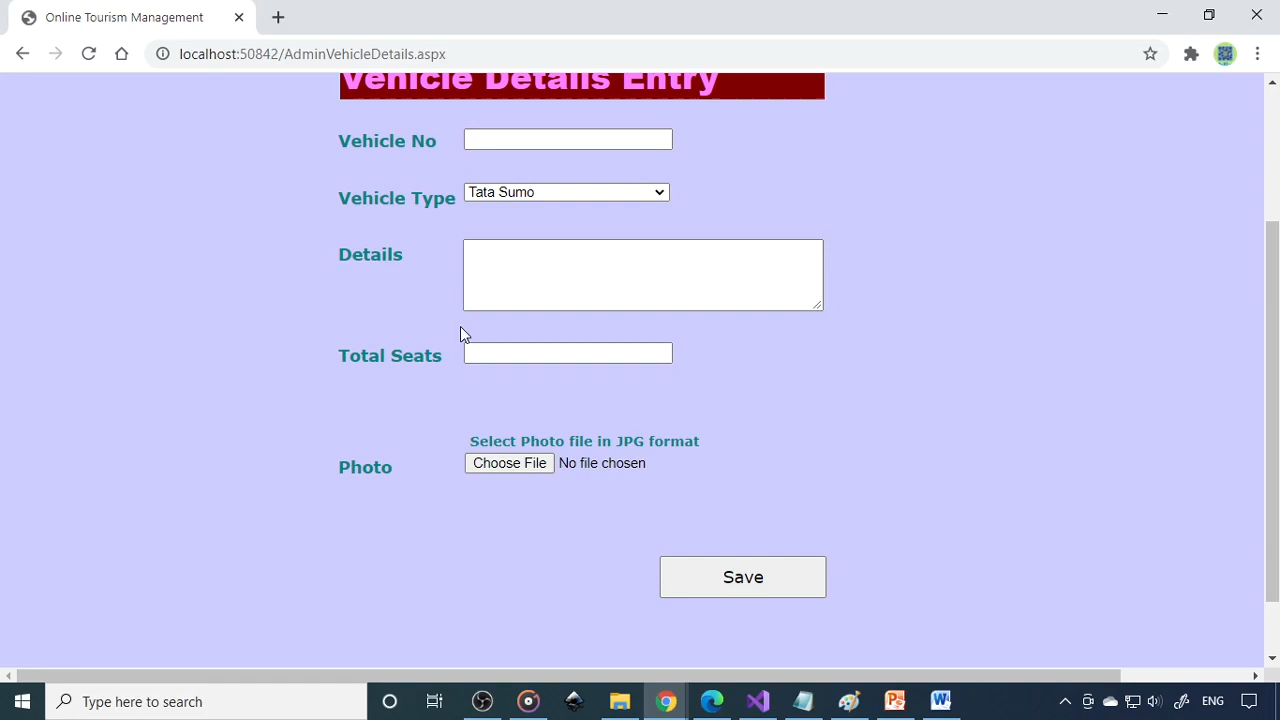 Online Tourism Management
localhost:50842/AdminVehicleDetails.aspx
Vehicle Details Entry
Vehicle No
Vehicle Type Tata Sumo
Details
Total Seats
Select Photo file in JPG format
Photo Choose File No file chosen
Save
Type here to search
ENG